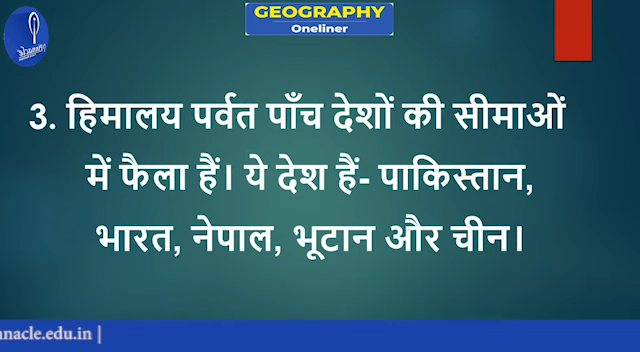 GEOGRAPHY
Oneliner
3. हिमालय पर्वत पाँच देशों की सीमाओं
में फैला हैं। ये देश हैं- पाकिस्तान,
भारत, नेपाल, भूटान और चीन।
nnacle.edu.in |